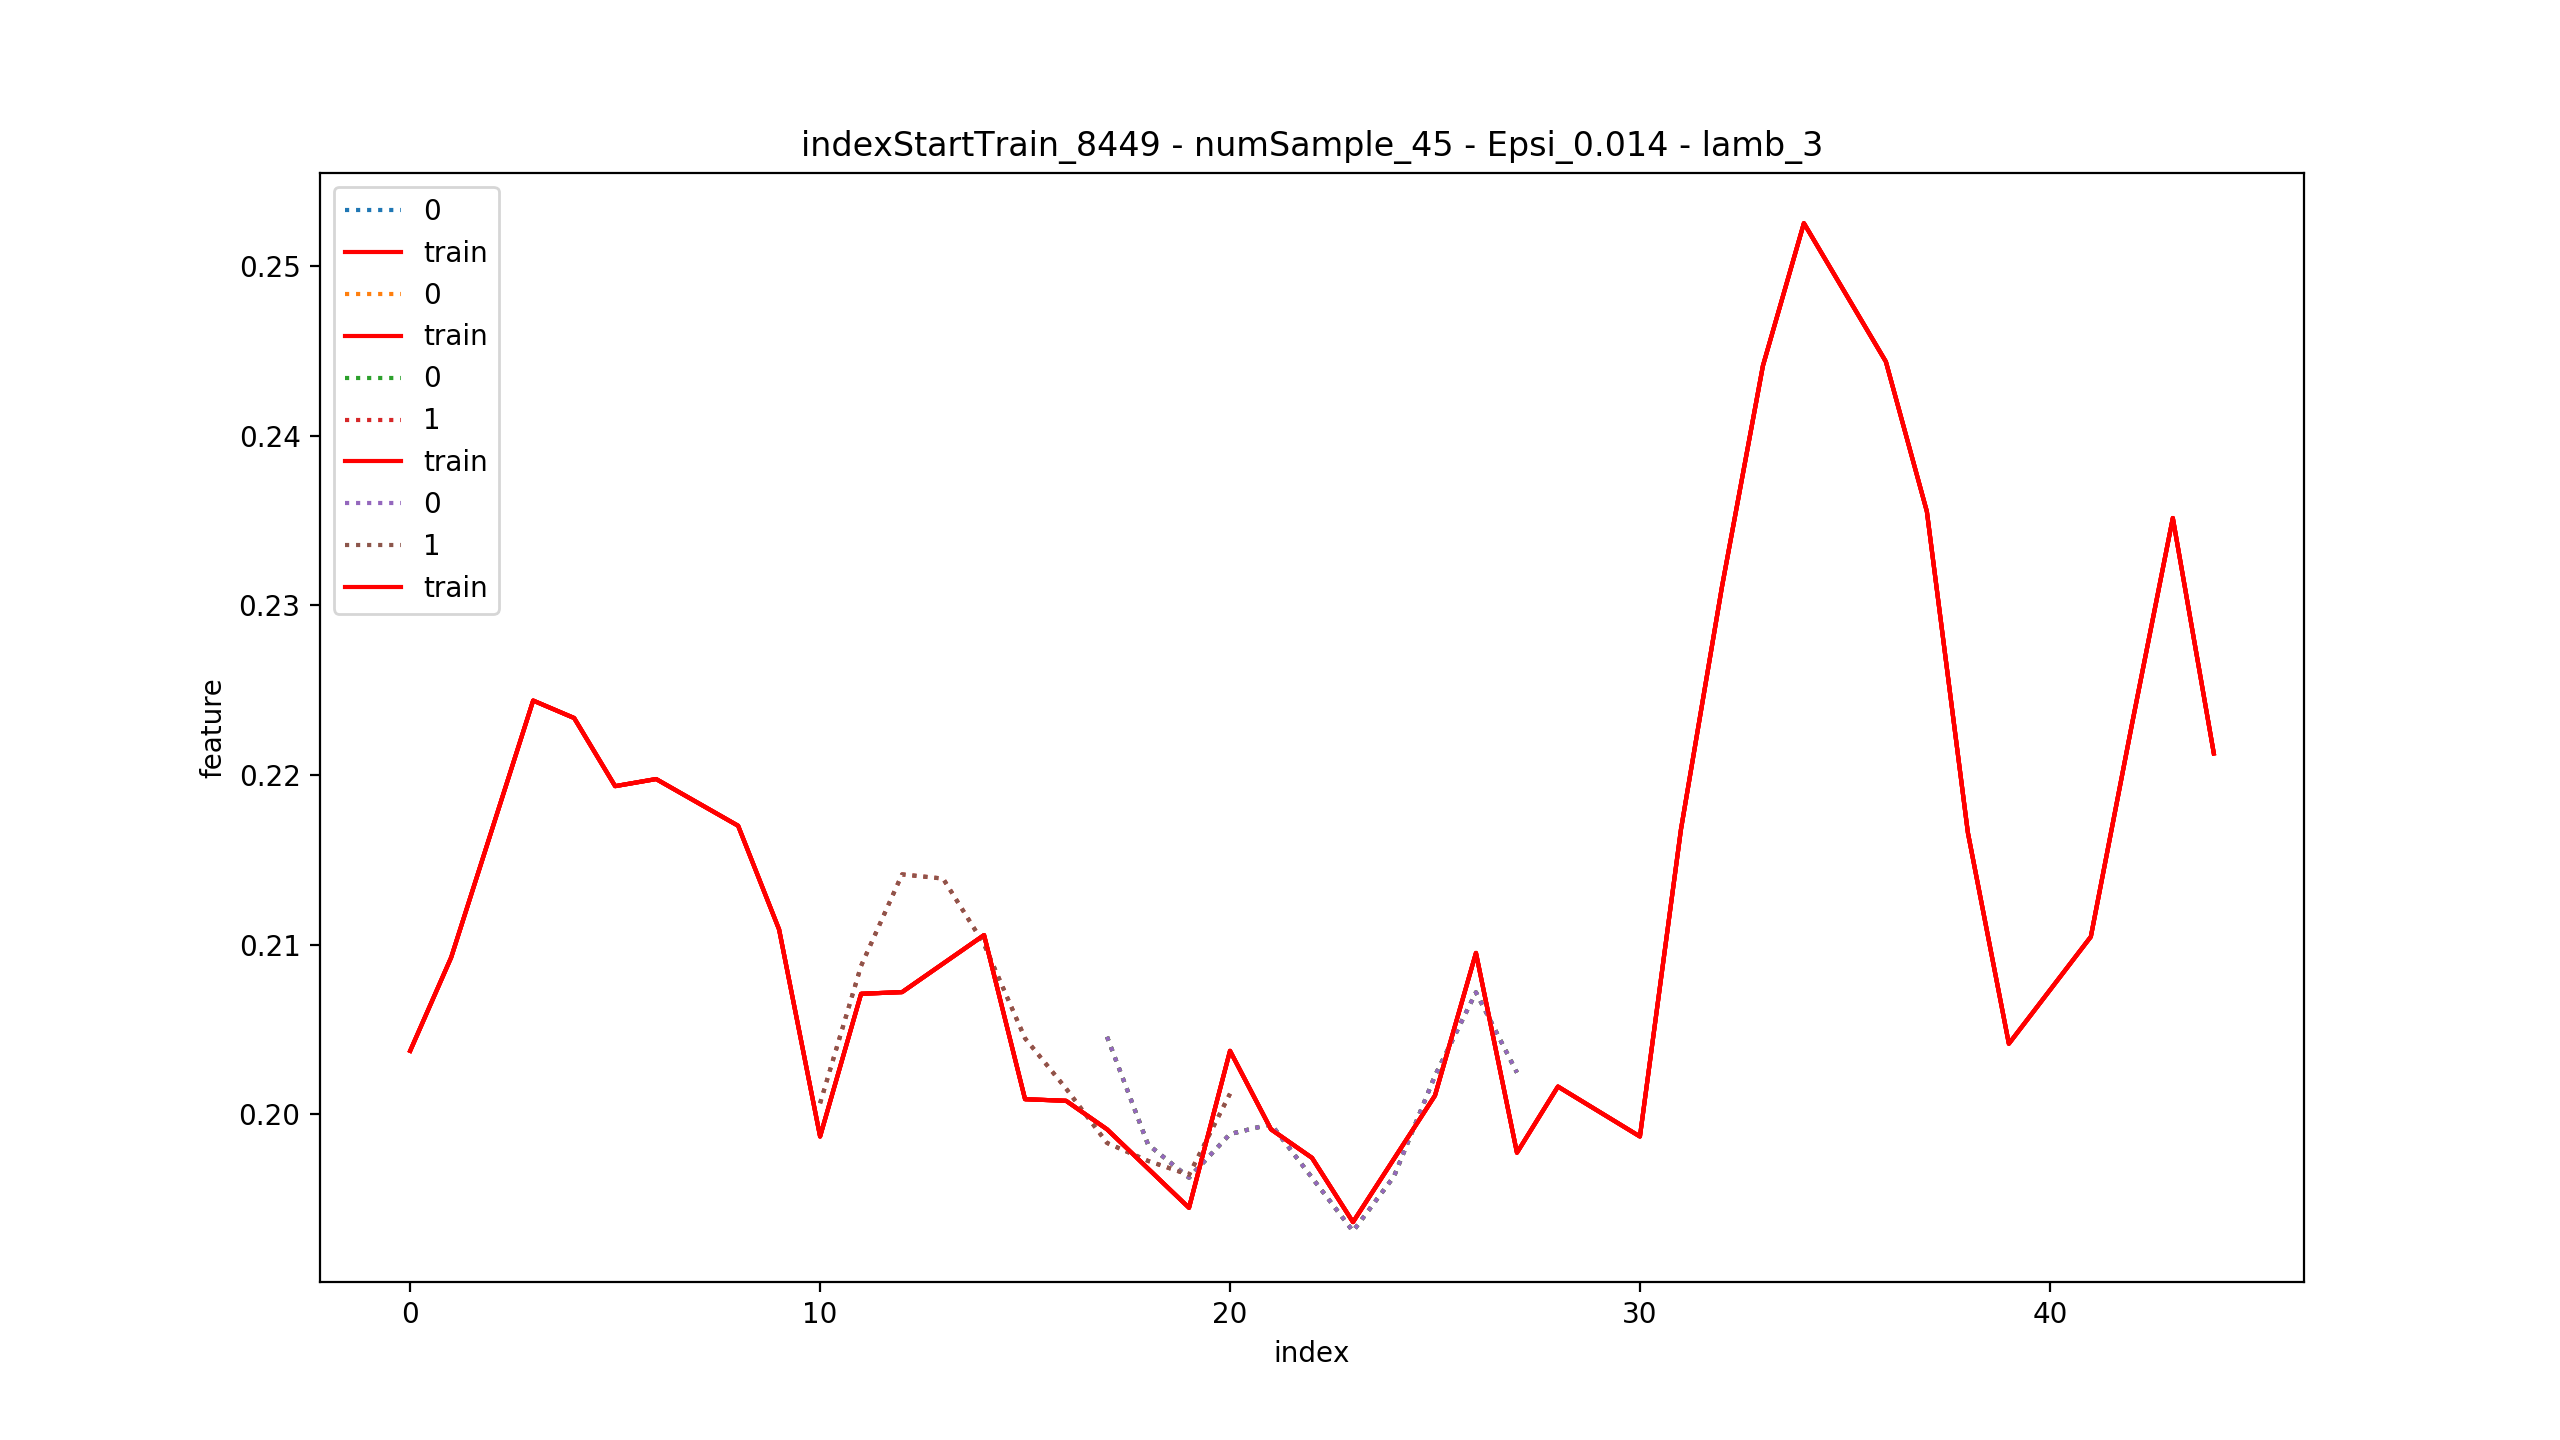 indexStartTrain_8449 - numSample_45 - Epsi_0.014 - lamb_3
0
train
0
train
0
1
train
0
1
train
feature
0.25
0.24
0.23
0.22
0.21
0.20
0 10 20 30 40
index